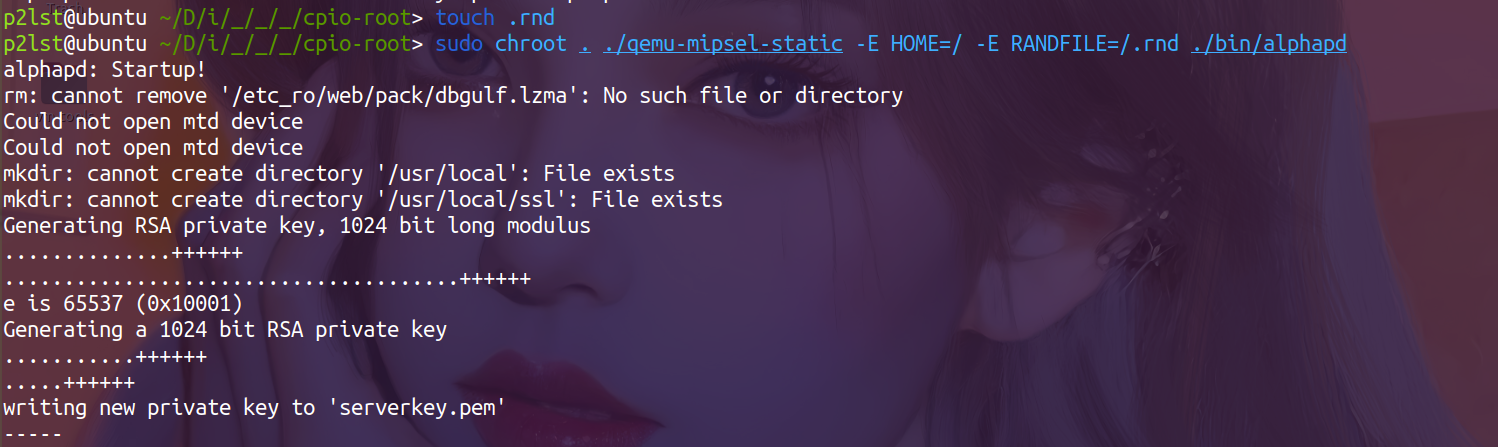 p2lst@ubuntu ~/D/i/_/_/_/cpio-root> touch .rnd
p2lst@ubuntu ~/D/i/_/_/_/cpio-root> sudo chroot . ./qemu-mipsel-static -E HOME=/ -E RANDFILE=/.rnd ./bin/alphapd
alphapd: Startup!
rm: cannot remove '/etc_ro/web/pack/dbgulf.lzma': No such file or directory
Could not open mtd device
Could not open mtd device
mkdir: cannot create directory '/usr/local': File exists
mkdir: cannot create directory '/usr/local/ssl': File exists
Generating RSA private key, 1024 bit long modulus
..............++++++
......................................++++++
e is 65537 (0x10001)
Generating a 1024 bit RSA private key
...........++++++
.....++++++
writing new private key to 'serverkey.pem'
-----